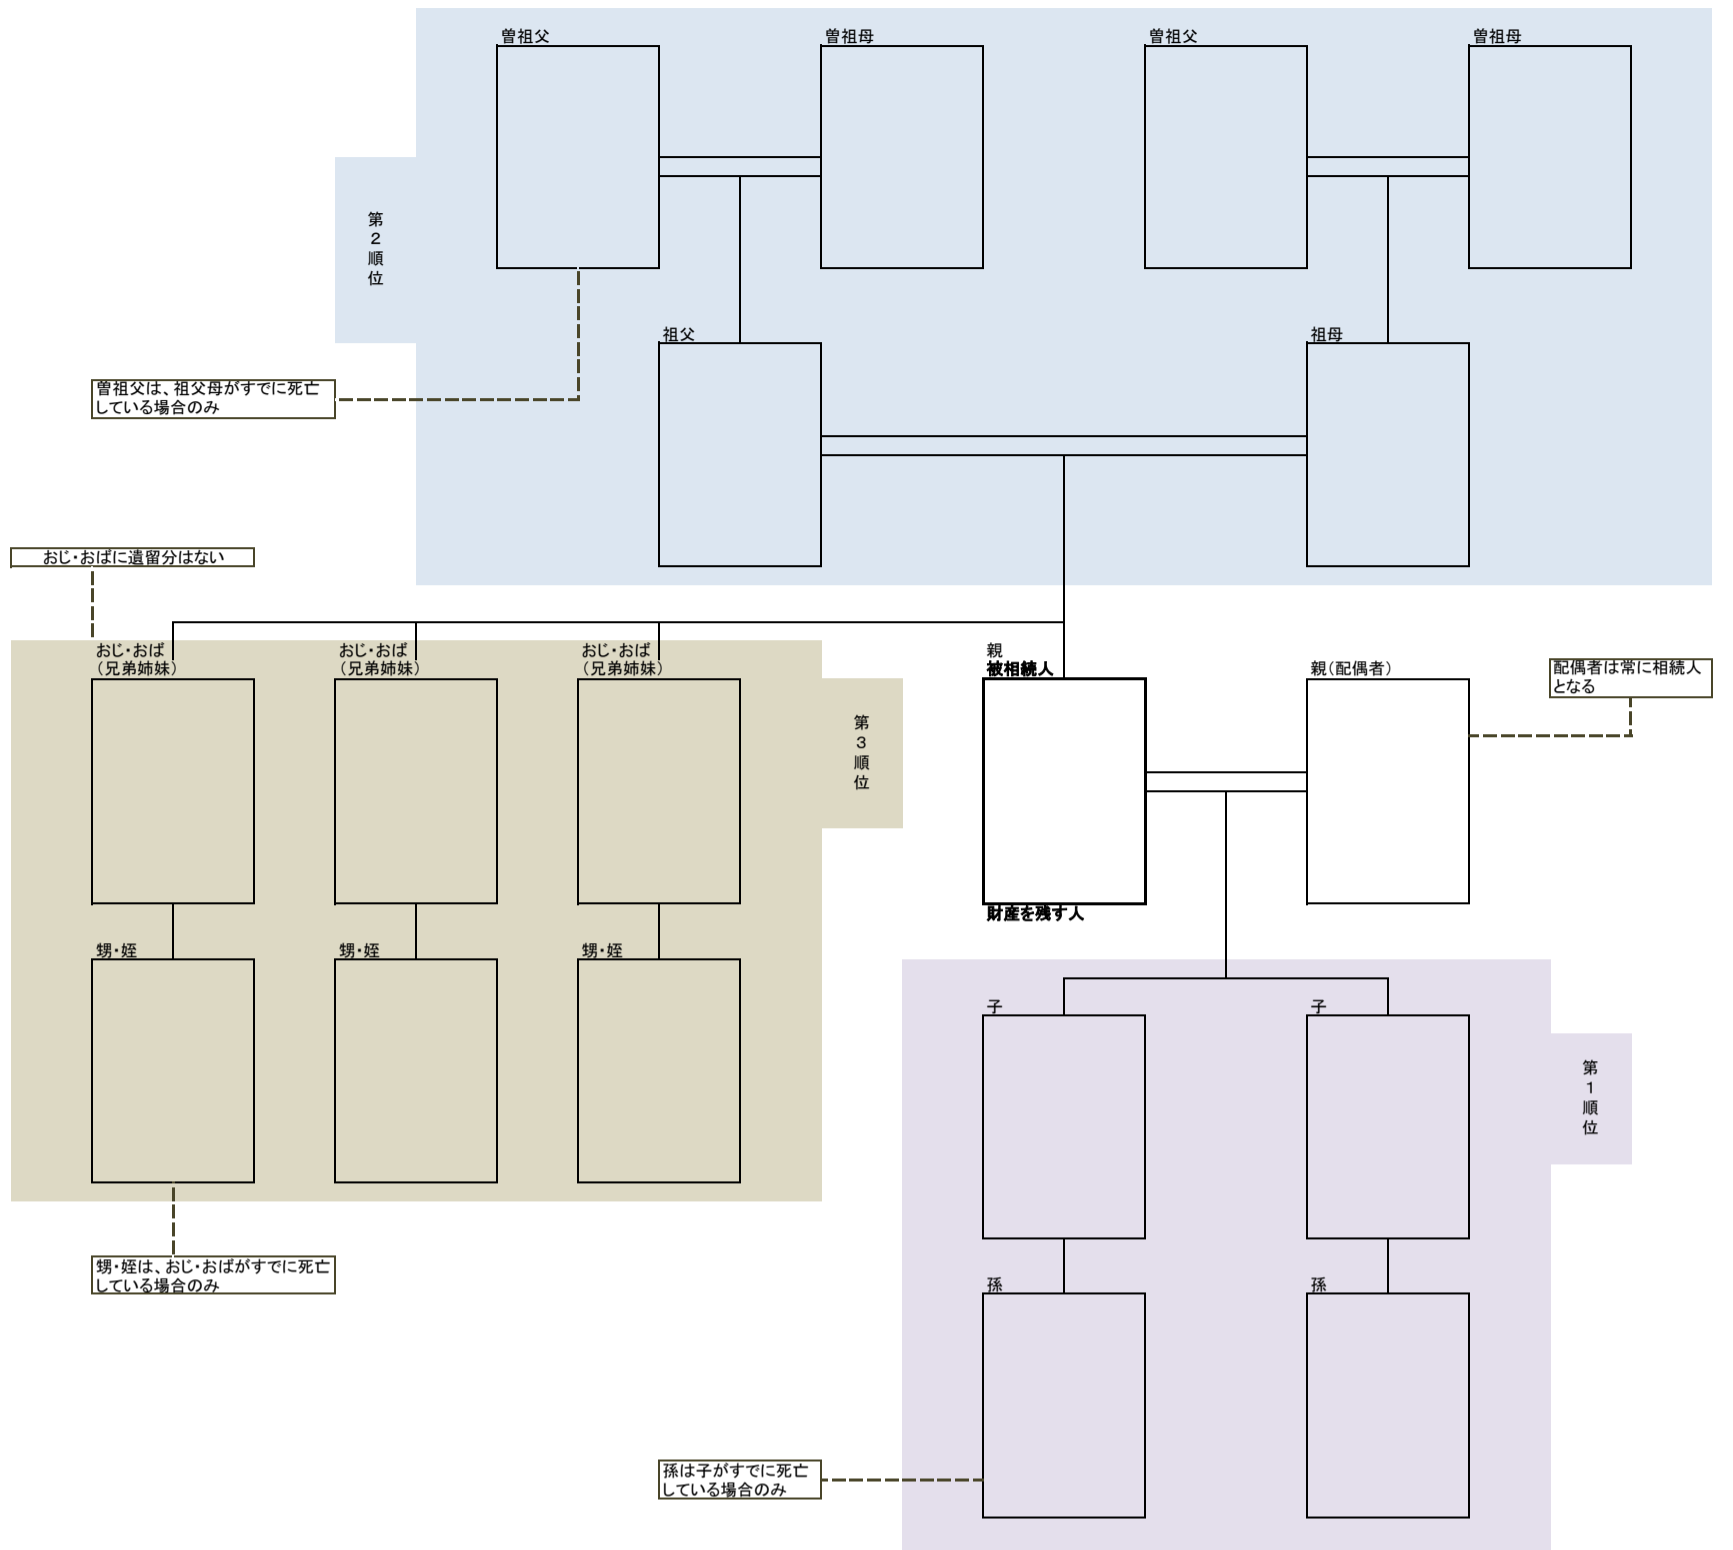 曽祖父
曽祖母
曽祖父
曽祖母
第2順位
祖父
祖母
曽祖父は、祖父母がすでに死亡
している場合のみ
おじ・おばに遺留分はない
おじ・おば
（兄弟姉妹）
おじ・おば
（兄弟姉妹）
おじ・おば
（兄弟姉妹）
親
被相続人
親（配偶者）
配偶者は常に相続人
となる
第3順位
財産を残す人
甥・姪
甥・姪
甥・姪
子
子
第1順位
甥・姪は、おじ・おばがすでに死亡
している場合のみ
孫
孫
孫は子がすでに死亡
している場合のみ